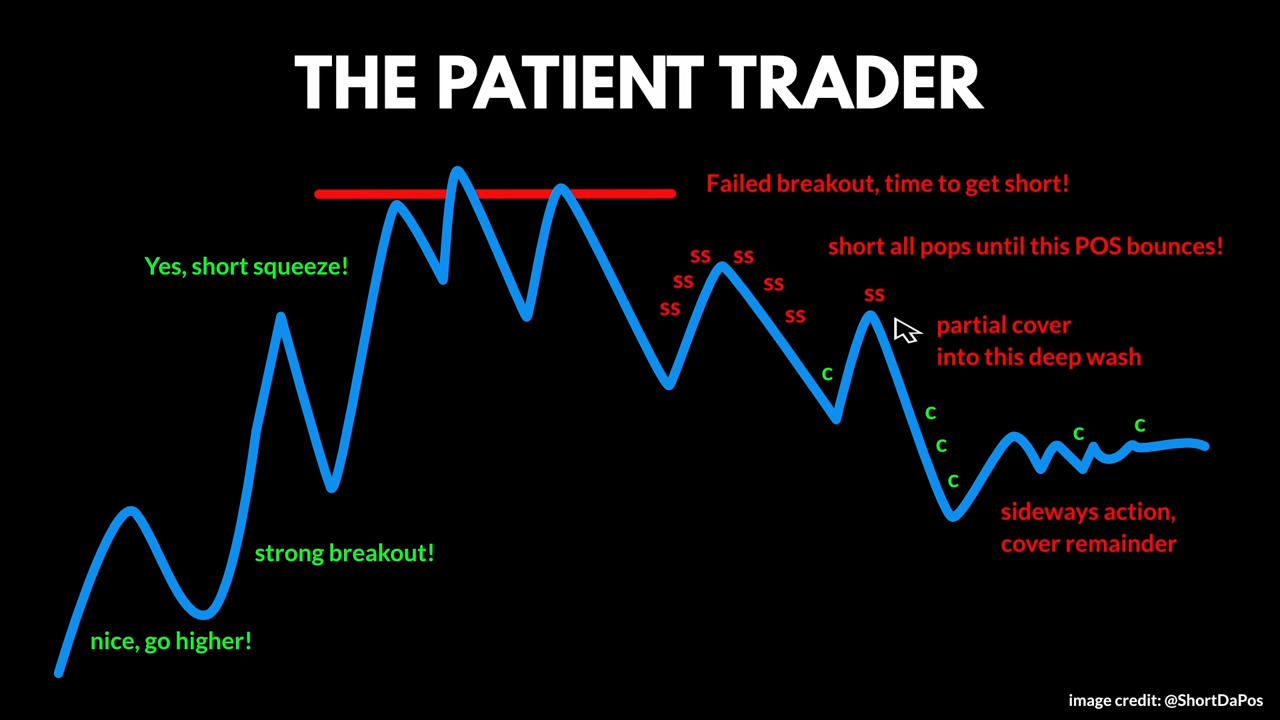 THE PATIENT TRADER
Failed breakout, time to get short!
short all pops until this POS bounces!
Yes, short squeeze!
ss ss
ss ss
ss
ss ss
partial cover
into this deep wash
c
c
c
c
c
c
sideways action,
cover remainder
strong breakout!
nice, go higher!
image credit: @ShortDaPos